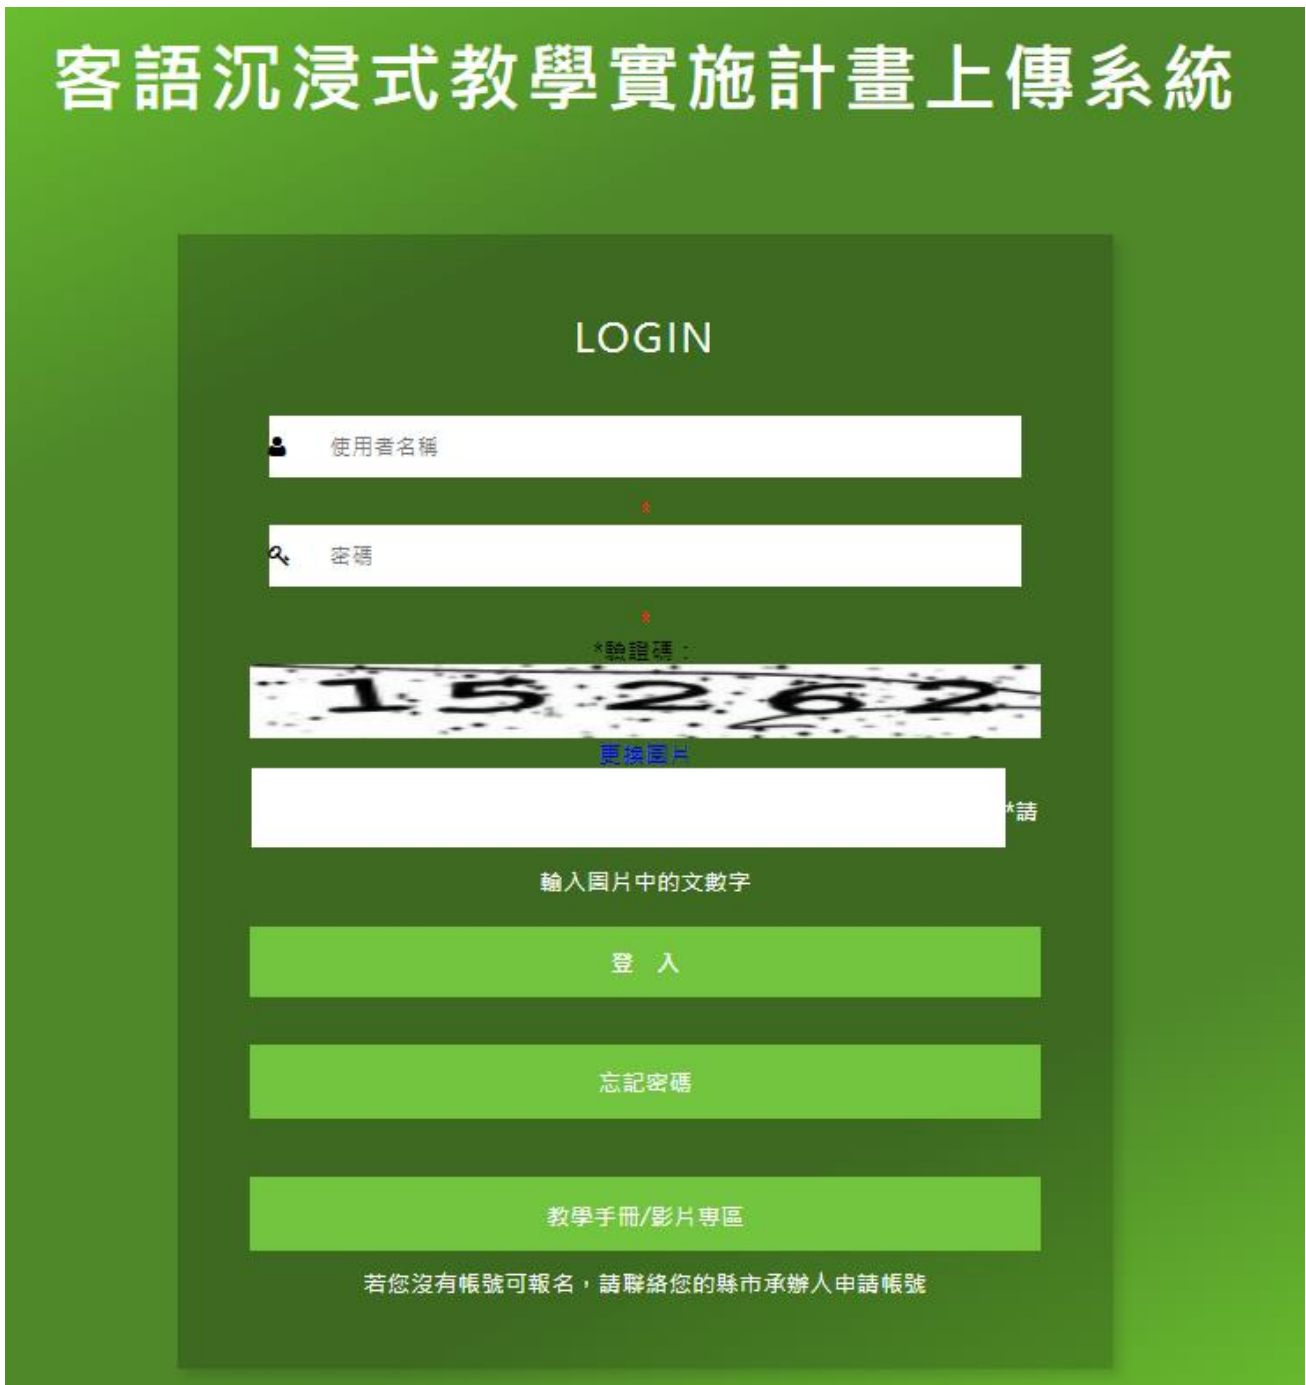 客語沉浸式教學實施計畫上傳系統
LOGIN
使用者名稱
*
密碼
*
*驗證碼：
15262
更換圖片
*請
輸入圖片中的文數字
登 入
忘記密碼
教學手冊/影片專區
若您沒有帳號可報名，請聯絡您的縣市承辦人申請帳號